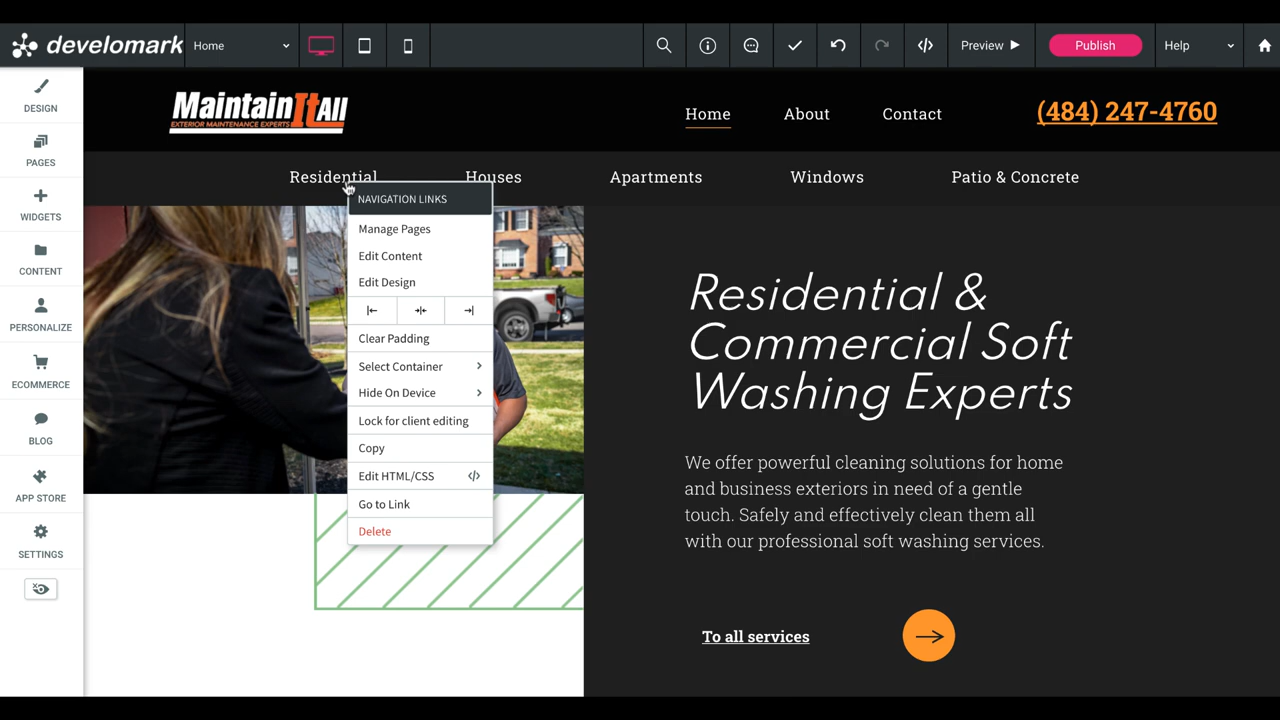 develomark
Home
Preview
Publish
Help
DESIGN
PAGES
WIDGETS
CONTENT
PERSONALIZE
ECOMMERCE
BLOG
APP STORE
SETTINGS
MaintainItAll
EXTERIOR MAINTENANCE EXPERTS
Home
About
Contact
(484) 247-4760
Residential
Houses
Apartments
Windows
Patio & Concrete
NAVIGATION LINKS
Manage Pages
Edit Content
Edit Design
Clear Padding
Select Container
Hide On Device
Lock for client editing
Copy
Edit HTML/CSS
Go to Link
Delete
Residential &
Commercial Soft
Washing Experts
We offer powerful cleaning solutions for home
and business exteriors in need of a gentle
touch. Safely and effectively clean them all
with our professional soft washing services.
To all services